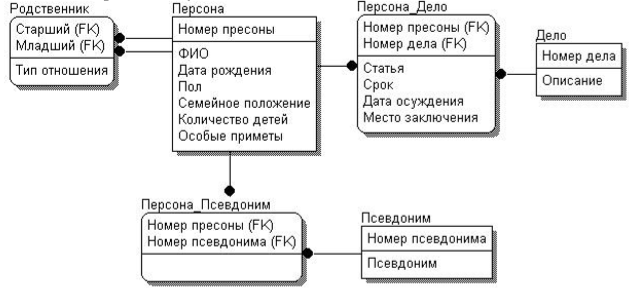 Родственник
Старший (FK)
Младший (FK)
Тип отношения
Персона
Номер пресоны
ФИО
Дата рождения
Пол
Семейное положение
Количество детей
Особые приметы
Персона_Дело
Номер пресоны (FK)
Номер дела (FK)
Статья
Срок
Дата осуждения
Место заключения
Дело
Номер дела
Описание
Персона_Псевдоним
Номер пресоны (FK)
Номер псевдонима (FK)
Псевдоним
Номер псевдонима
Псевдоним